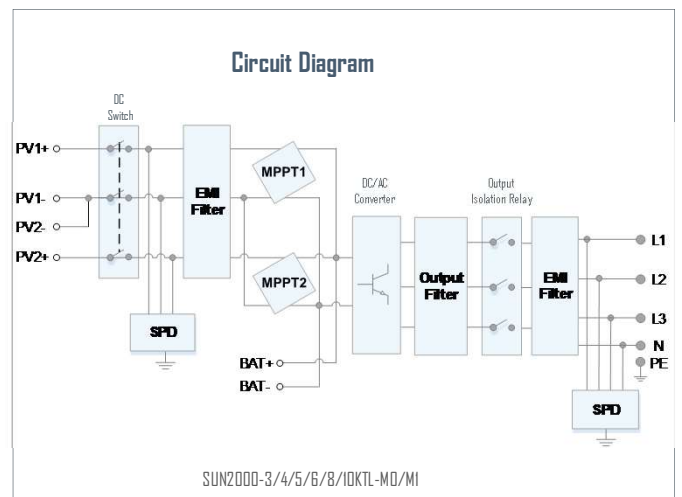 Circuit Diagram
DC
Switch
PV1+
PV1-
PV2-
PV2+
EMI
Filter
MPPT1
MPPT2
DC/AC
Converter
Output
Filter
Output
Isolation Relay
EMI
Filter
L1
L2
L3
N
PE
SPD
BAT+
BAT-
SPD
SUN2000-3/4/5/6/8/10KTL-M0/M1